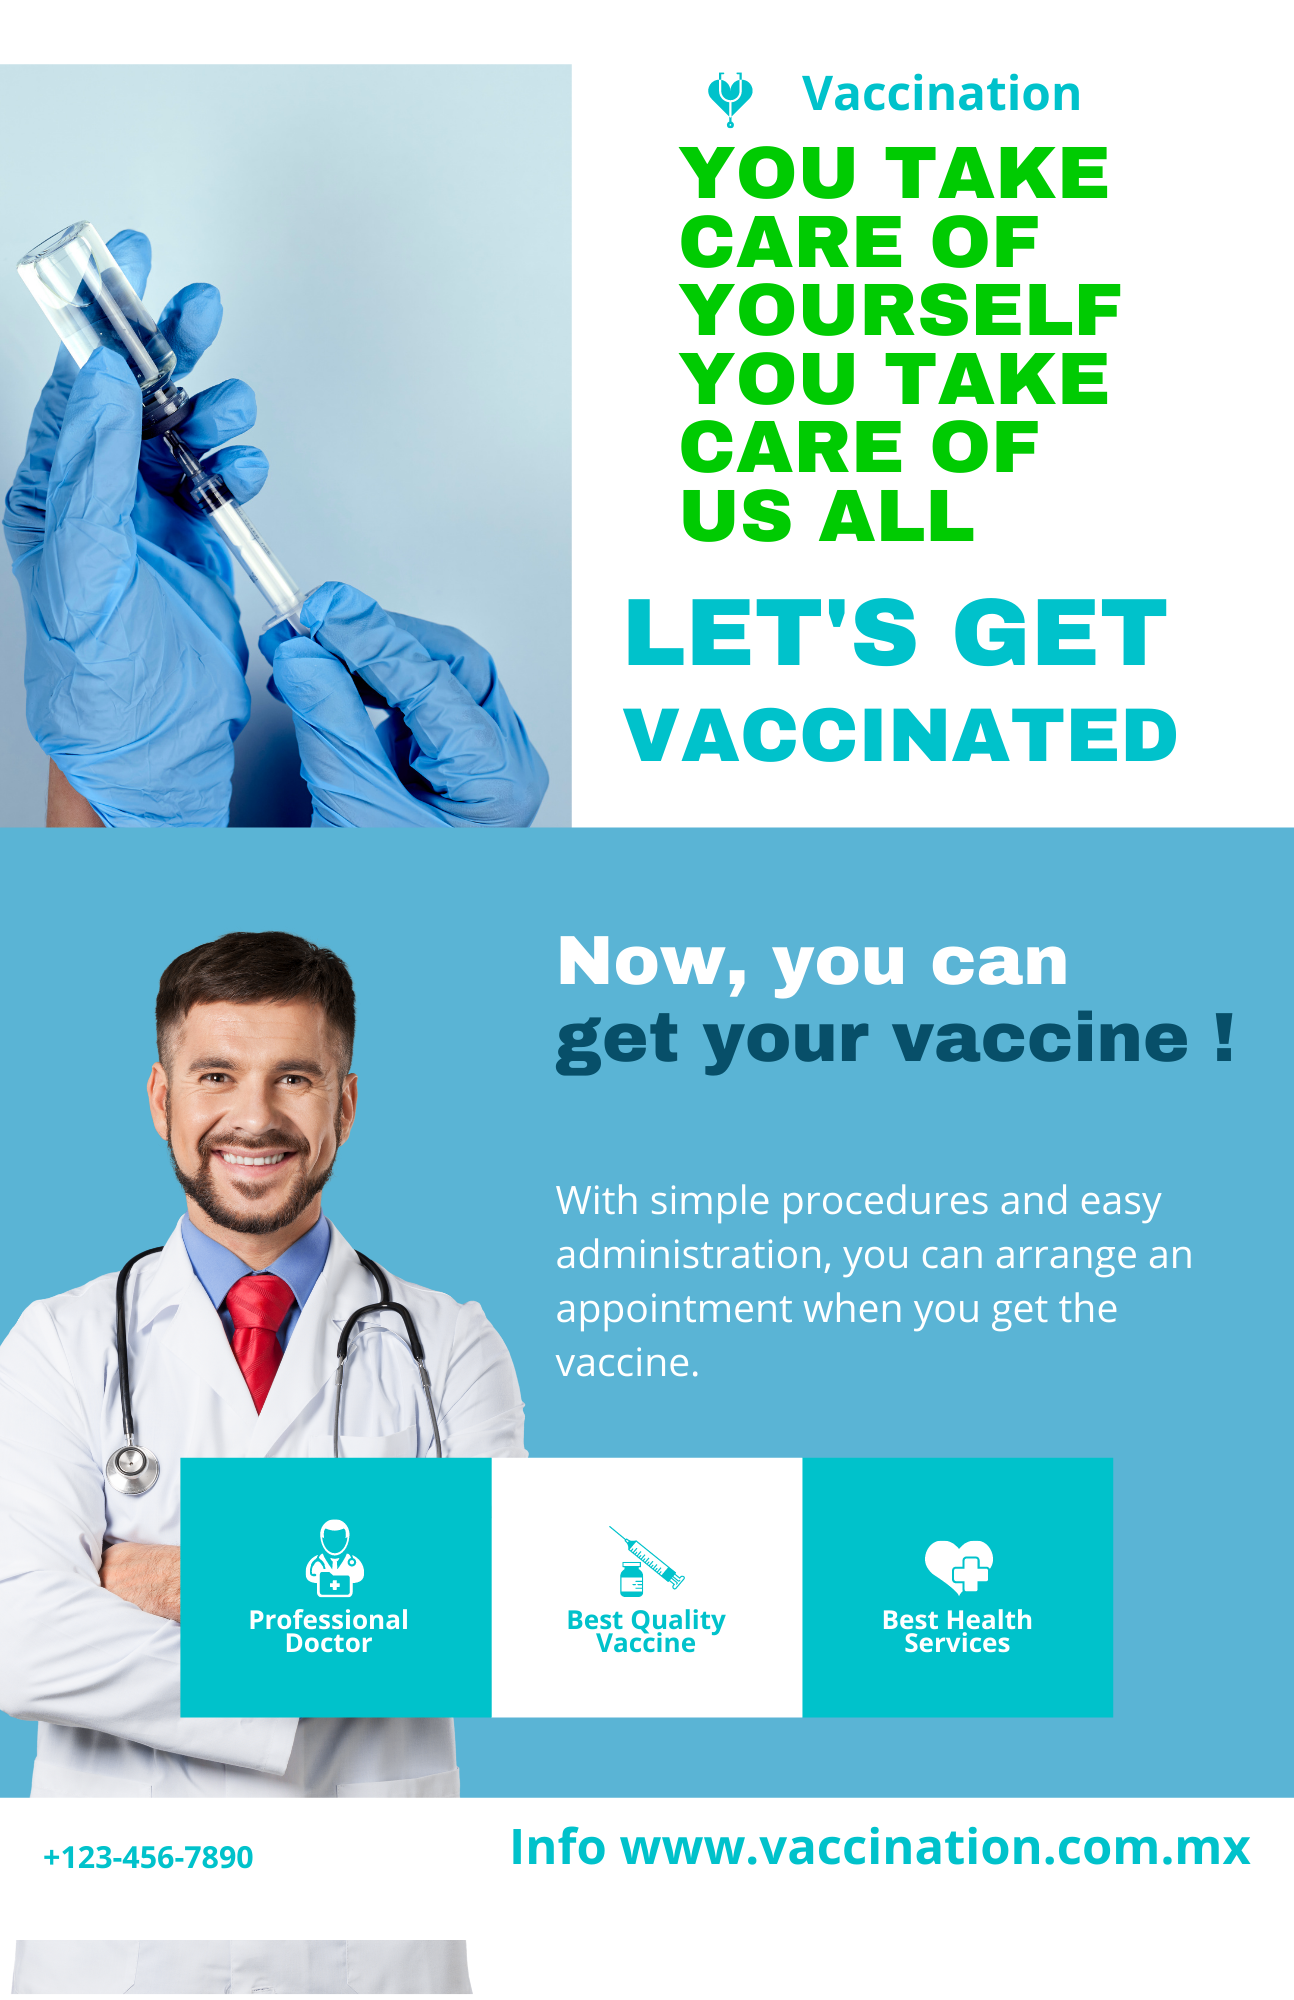 Vaccination
YOU TAKE
CARE OF
YOURSELF
YOU TAKE
CARE OF
US ALL
LET'S GET
VACCINATED
Now, you can
get your vaccine !
With simple procedures and easy
administration, you can arrange an
appointment when you get the
vaccine.
Professional
Doctor
Best Quality
Vaccine
Best Health
Services
+123-456-7890
Info www.vaccination.com.mx